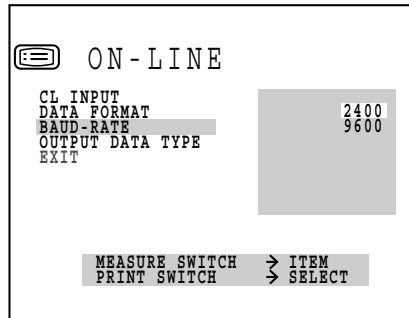 ON-LINE
CL INPUT
DATA FORMAT 2400
BAUD-RATE 9600
OUTPUT DATA TYPE
EXIT
MEASURE SWITCH → ITEM
PRINT SWITCH → SELECT